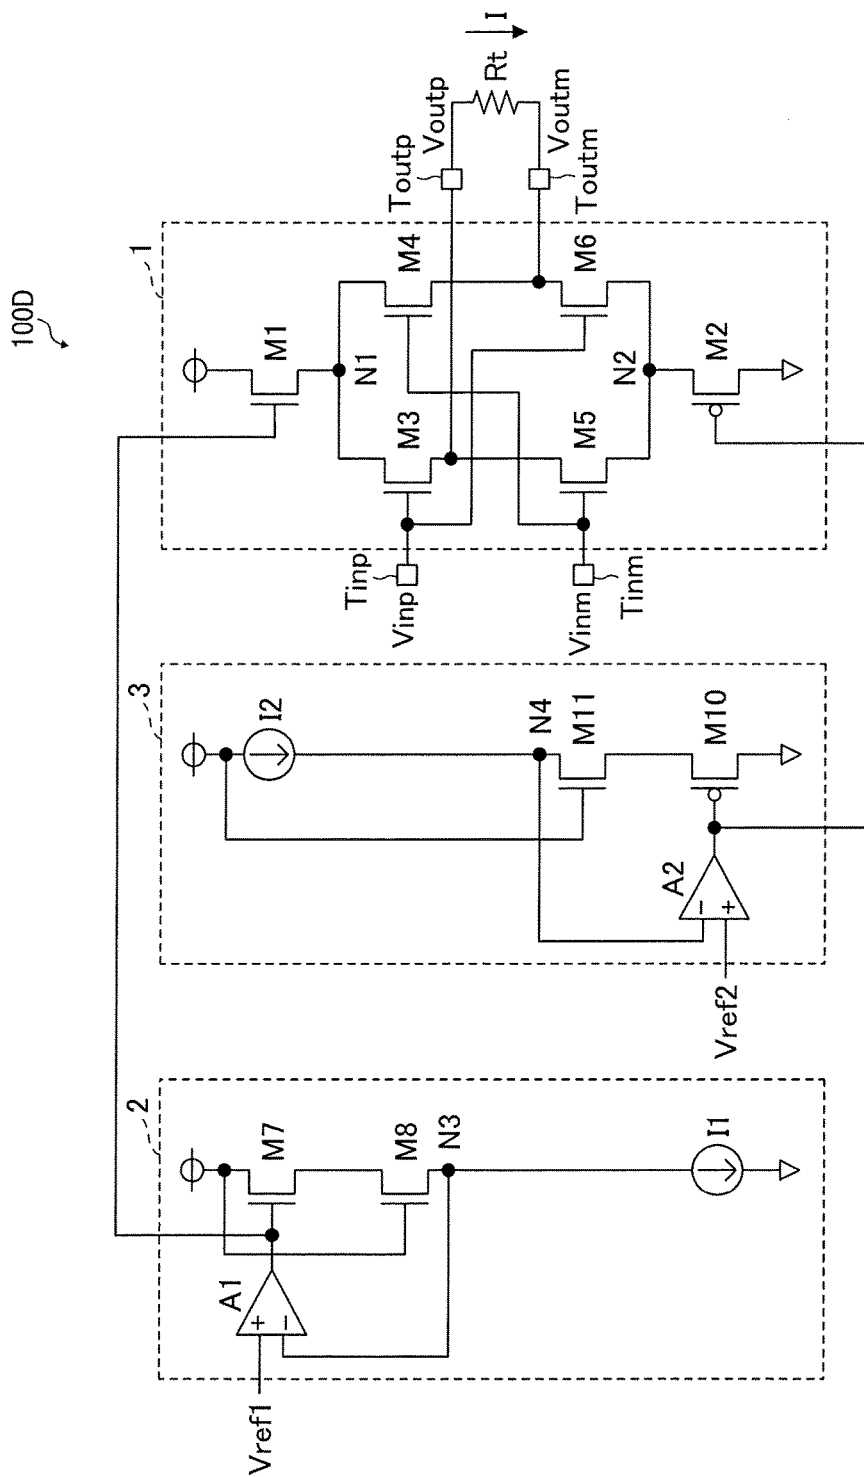 100D
1
M1
N1
M3
M4
M5
M6
N2
M2
Tinp
Vinp
Vinm
Tinm
Toutp
Voutp
Rt
I
Voutm
Toutm
3
I2
N4
M11
M10
A2
−
+
Vref2
2
M7
M8
N3
I1
A1
+
−
Vref1